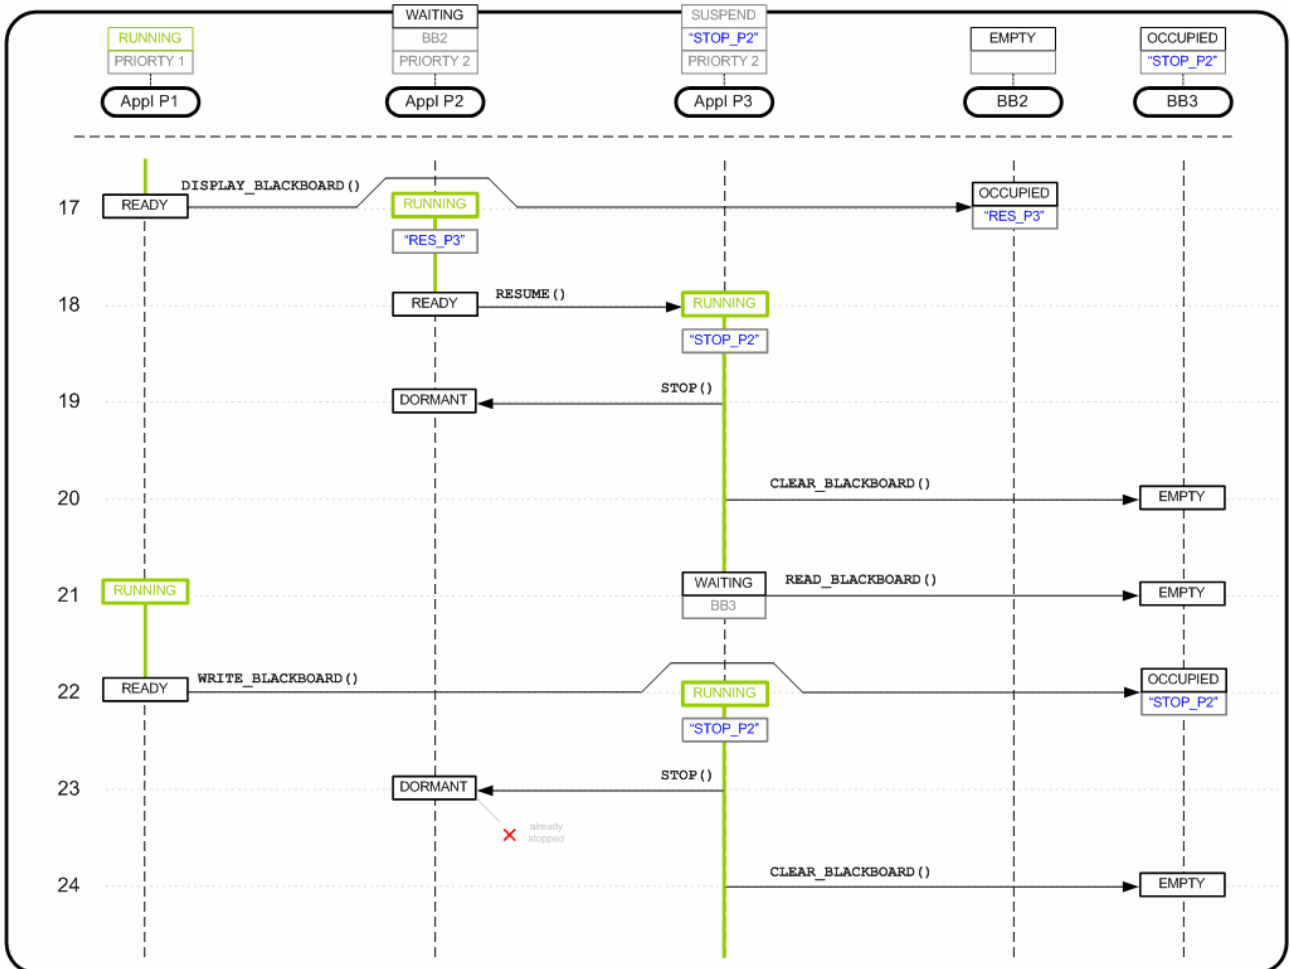 WAITING
SUSPEND
RUNNING
BB2
"STOP_P2"
EMPTY
OCCUPIED
PRIORTY 1
PRIORTY 2
PRIORTY 2
"STOP_P2"
Appl P1
Appl P2
Appl P3
BB2
BB3
DISPLAY_BLACKBOARD()
17
READY
RUNNING
OCCUPIED
"RES_P3"
"RES_P3"
18
READY
RESUME()
RUNNING
"STOP_P2"
19
DORMANT
STOP()
20
CLEAR_BLACKBOARD()
EMPTY
21
RUNNING
WAITING
BB3
READ_BLACKBOARD()
EMPTY
22
READY
WRITE_BLACKBOARD()
RUNNING
"STOP_P2"
OCCUPIED
"STOP_P2"
23
DORMANT
STOP()
already
stopped
24
CLEAR_BLACKBOARD()
EMPTY